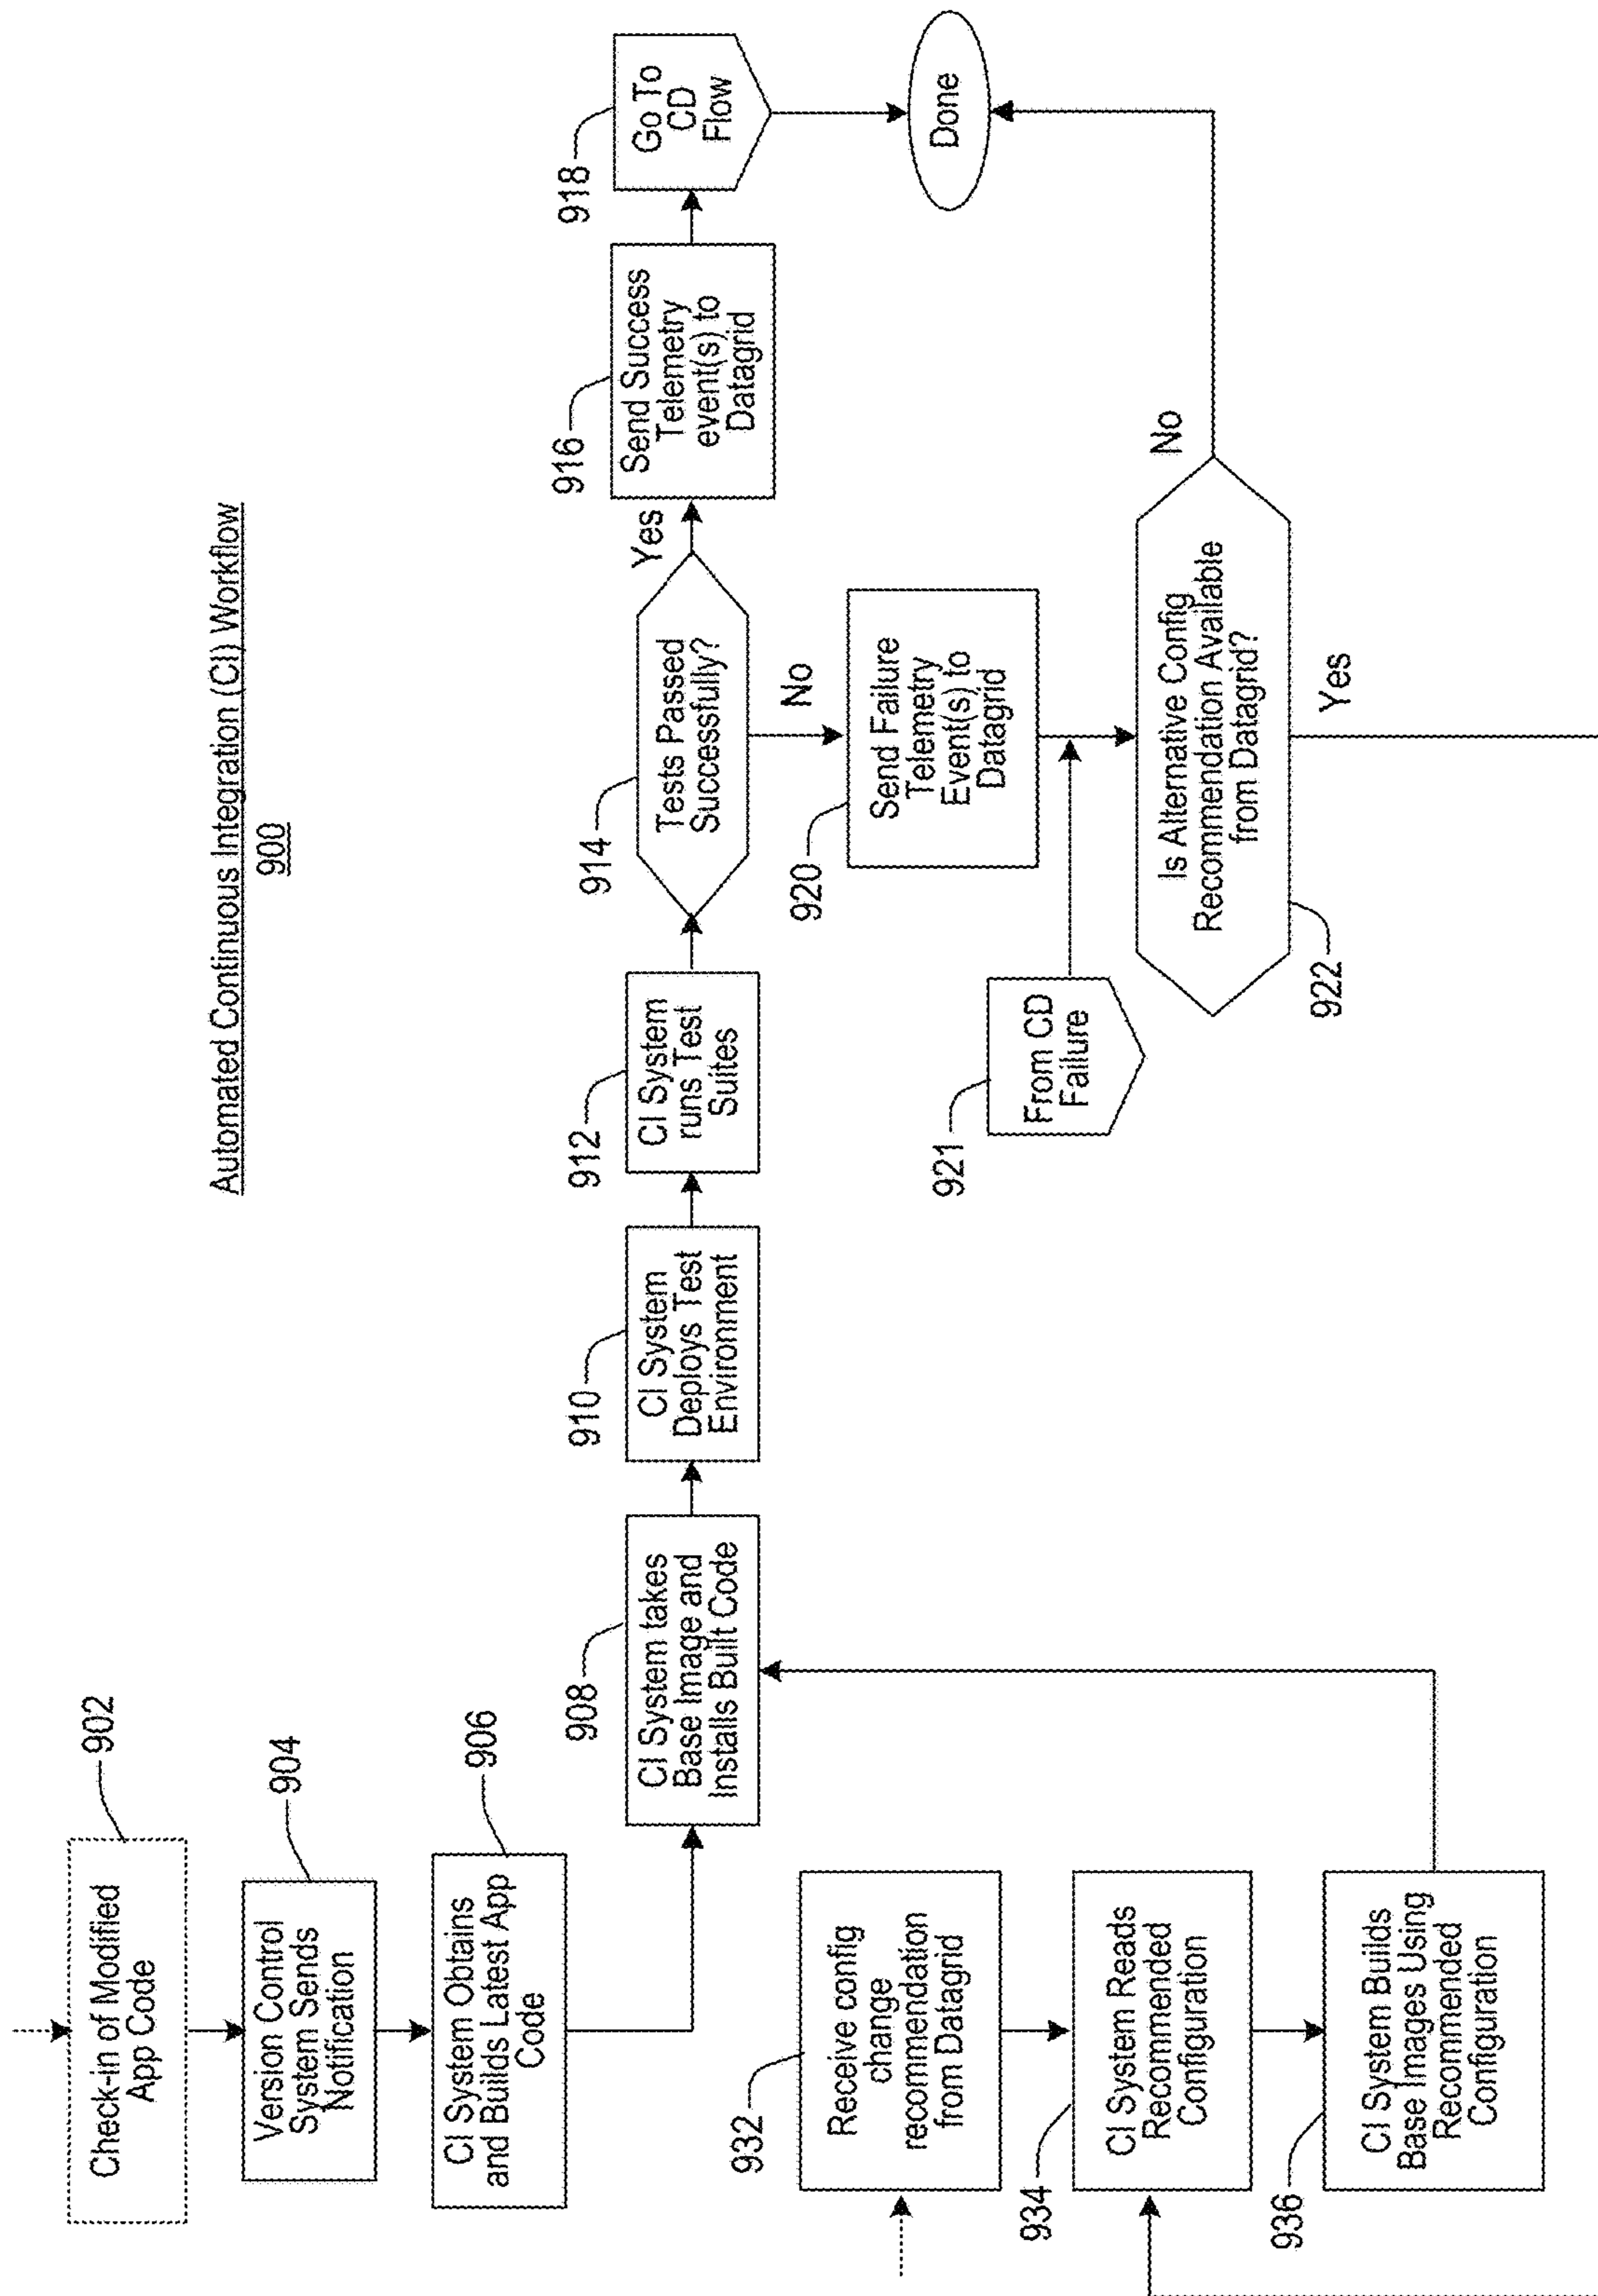 Automated Continuous Integration (CI) Workflow
900
902
Check-in of Modified
App Code
904
Version Control
System Sends
Notification
906
CI System Obtains
and Builds Latest App
Code
908
CI System takes
Base Image and
Installs Built Code
910
CI System
Deploys Test
Environment
912
CI System
runs Test
Suites
914
Tests Passed
Successfully?
Yes
916
Send Success
Telemetry
event(s) to
Datagrid
918
Go To
CD
Flow
Done
No
920
Send Failure
Telemetry
Event(s) to
Datagrid
921
From CD
Failure
922
Is Alternative Config
Recommendation Available
from Datagrid?
No
Yes
932
Receive config
change
recommendation
from Datagrid
934
CI System Reads
Recommended
Configuration
936
CI System Builds
Base Images Using
Recommended
Configuration